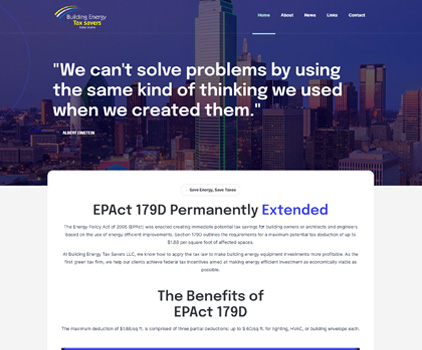 Building Energy
Tax Savers
Home About News Links Contact
"We can't solve problems by using
the same kind of thinking we used
when we created them."
ALBERT EINSTEIN
Save Energy, Save Taxes
EPAct 179D Permanently Extended
The Energy Policy Act of 2005 (EPAct) was enacted creating immediate potential tax savings for building owners or architects and engineers
based on the use of energy efficient improvements. Section 179D outlines the requirements for a maximum potential tax deduction of up to
$1.88 per square foot of affected spaces.
At Building Energy, Tax Savers LLC, we know how to apply the tax law to make building energy equipment investments more profitable. As the
first green tax firm, we help our clients achieve federal tax incentives aimed at making energy efficient investment as economically viable as
possible.
The Benefits of
EPAct 179D
The maximum deduction of $1.88/sq.ft. is comprised of three partial deductions: up to $.60/sq.ft. for lighting, HVAC, or building envelope each.